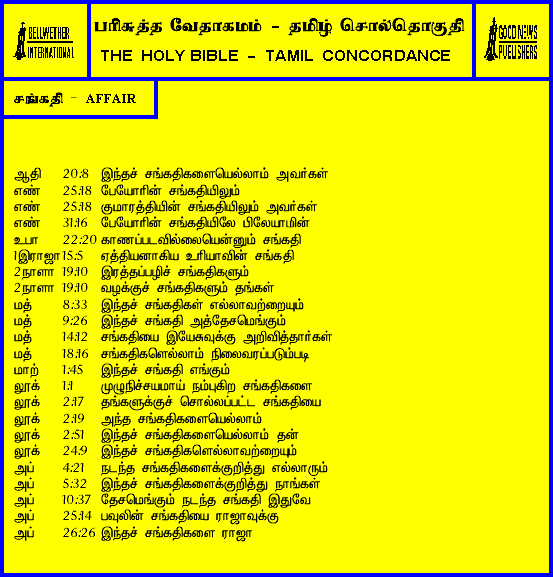 BELLWETHER
INTERNATIONAL
பரிசுத்த வேதாகமம் - தமிழ் சொல்தொகுதி
THE HOLY BIBLE - TAMIL CONCORDANCE
GOOD NEWS
PUBLISHERS
சங்கதி - AFFAIR
ஆதி 20:8 இந்தச் சங்கதிகளையெல்லாம் அவர்கள்
எண் 25:18 பேயோரின் சங்கதியிலும்
எண் 25:18 குமாரத்தியின் சங்கதியிலும் அவர்கள்
எண் 31:16 பேயோரின் சங்கதியிலே பிலேயாமின்
உபா 22:20 காணப்படவில்லையென்னும் சங்கதி
1இராஜா 15:5 ஏத்தியனாகிய உரியாவின் சங்கதி
2நாளா 19:10 இரத்தப்பழிச் சங்கதிகளும்
2நாளா 19:10 வழக்குச் சங்கதிகளும் தங்கள்
மத் 8:33 இந்தச் சங்கதிகள் எல்லாவற்றையும்
மத் 9:26 இந்தச் சங்கதி அத்தேசமெங்கும்
மத் 14:12 சங்கதியை இயேசுவுக்கு அறிவித்தார்கள்
மத் 18:16 சங்கதிகளெல்லாம் நிலைவரப்படும்படி
மாற் 1:45 இந்தச் சங்கதி எங்கும்
லூக் 1:1 முழுநிச்சயமாய் நம்புகிற சங்கதிகளை
லூக் 2:17 தங்களுக்குச் சொல்லப்பட்ட சங்கதியை
லூக் 2:19 அந்த சங்கதிகளையெல்லாம்
லூக் 2:51 இந்தச் சங்கதிகளையெல்லாம் தன்
லூக் 24:9 இந்தச் சங்கதிகளெல்லாவற்றையும்
அப் 4:21 நடந்த சங்கதிகளைக்குறித்து எல்லாரும்
அப் 5:32 இந்தச் சங்கதிகளைக்குறித்து நாங்கள்
அப் 10:37 தேசமெங்கும் நடந்த சங்கதி இதுவே
அப் 25:14 பவுலின் சங்கதியை ராஜாவுக்கு
அப் 26:26 இந்தச் சங்கதிகளை ராஜா